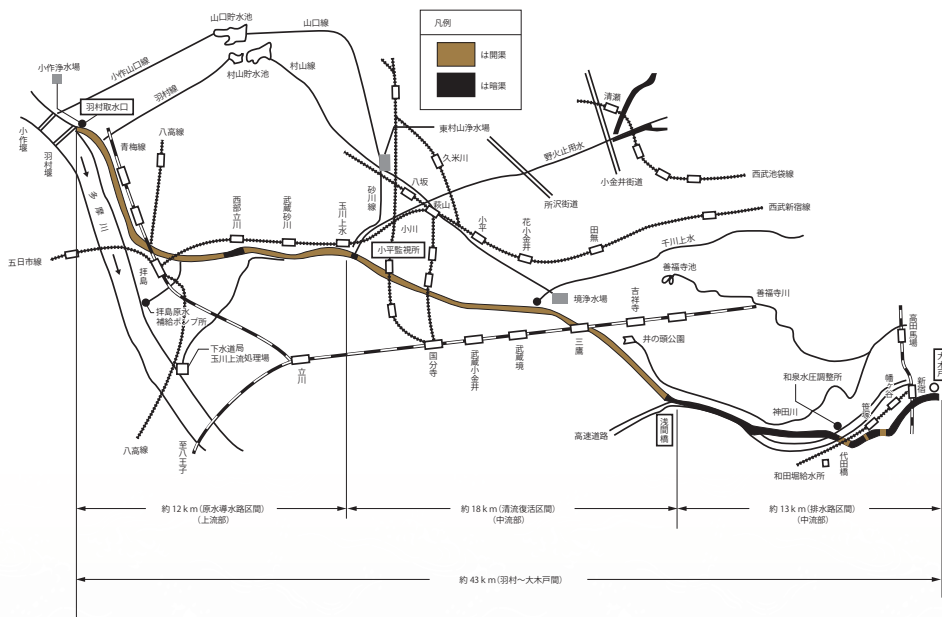 凡例
は開渠
は暗渠
山口貯水池
山口線
小作浄水場
小作山口線
村山貯水池
村山線
羽村取水口
羽村線
小作堰
羽村堰
青梅線
八高線
多摩川
東村山浄水場
久米川
清瀬
野火止用水
小金井街道
所沢街道
西武池袋線
西武新宿線
砂川線
八坂
萩山
小川
小平
花小金井
田無
千川上水
西部立川
武蔵砂川
玉川上水
小平監視所
五日市線
拝島
拝島原水
補給ポンプ所
下水道局
玉川上流処理場
立川
国分寺
武蔵小金井
武蔵境
境浄水場
三鷹
吉祥寺
善福寺池
善福寺川
井の頭公園
高田馬場
大木戸
新宿
幡ヶ谷
笹塚
和泉水圧調整所
神田川
代田橋
和田堀給水所
高速道路
浅間橋
八高線
至八王子
約12km(原水導水路区間)
(上流部)
約18km(清流復活区間)
(中流部)
約13km(排水路区間)
(中流部)
約43km(羽村～大木戸間)